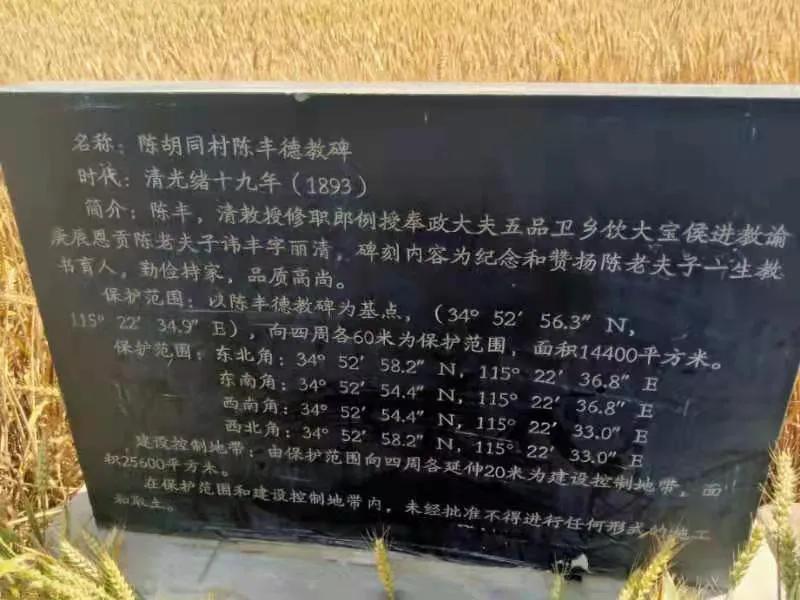 名称：陈胡同村陈丰德教碑
时代：清光绪十九年（1893）
简介：陈丰，清敕授修职郎例授奉政大夫五品卫乡饮大宝侯进教谕
庚辰恩贡陈老夫子讳丰字丽清，碑刻内容为纪念和赞扬陈老夫子一生教
书育人，勤俭持家，品质高尚。
保护范围：以陈丰德教碑为基点，（34° 52′ 56.3″ N，
115° 22′ 34.9″ E），向四周各60米为保护范围，面积14400平方米。
保护范围：东北角：34° 52′ 58.2″ N，115° 22′ 36.8″ E
东南角：34° 52′ 54.4″ N，115° 22′ 36.8″ E
西南角：34° 52′ 54.4″ N，115° 22′ 33.0″ E
西北角：34° 52′ 58.2″ N，115° 22′ 33.0″ E
建设控制地带：由保护范围向四周各延伸20米为建设控制地带，面
积25600平方米。
在保护范围和建设控制地带内，未经批准不得进行任何形式的施工
和取土。